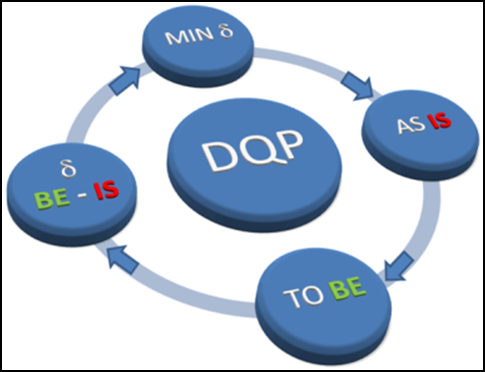 MIN δ
AS IS
DQP
δ
BE - IS
TO BE